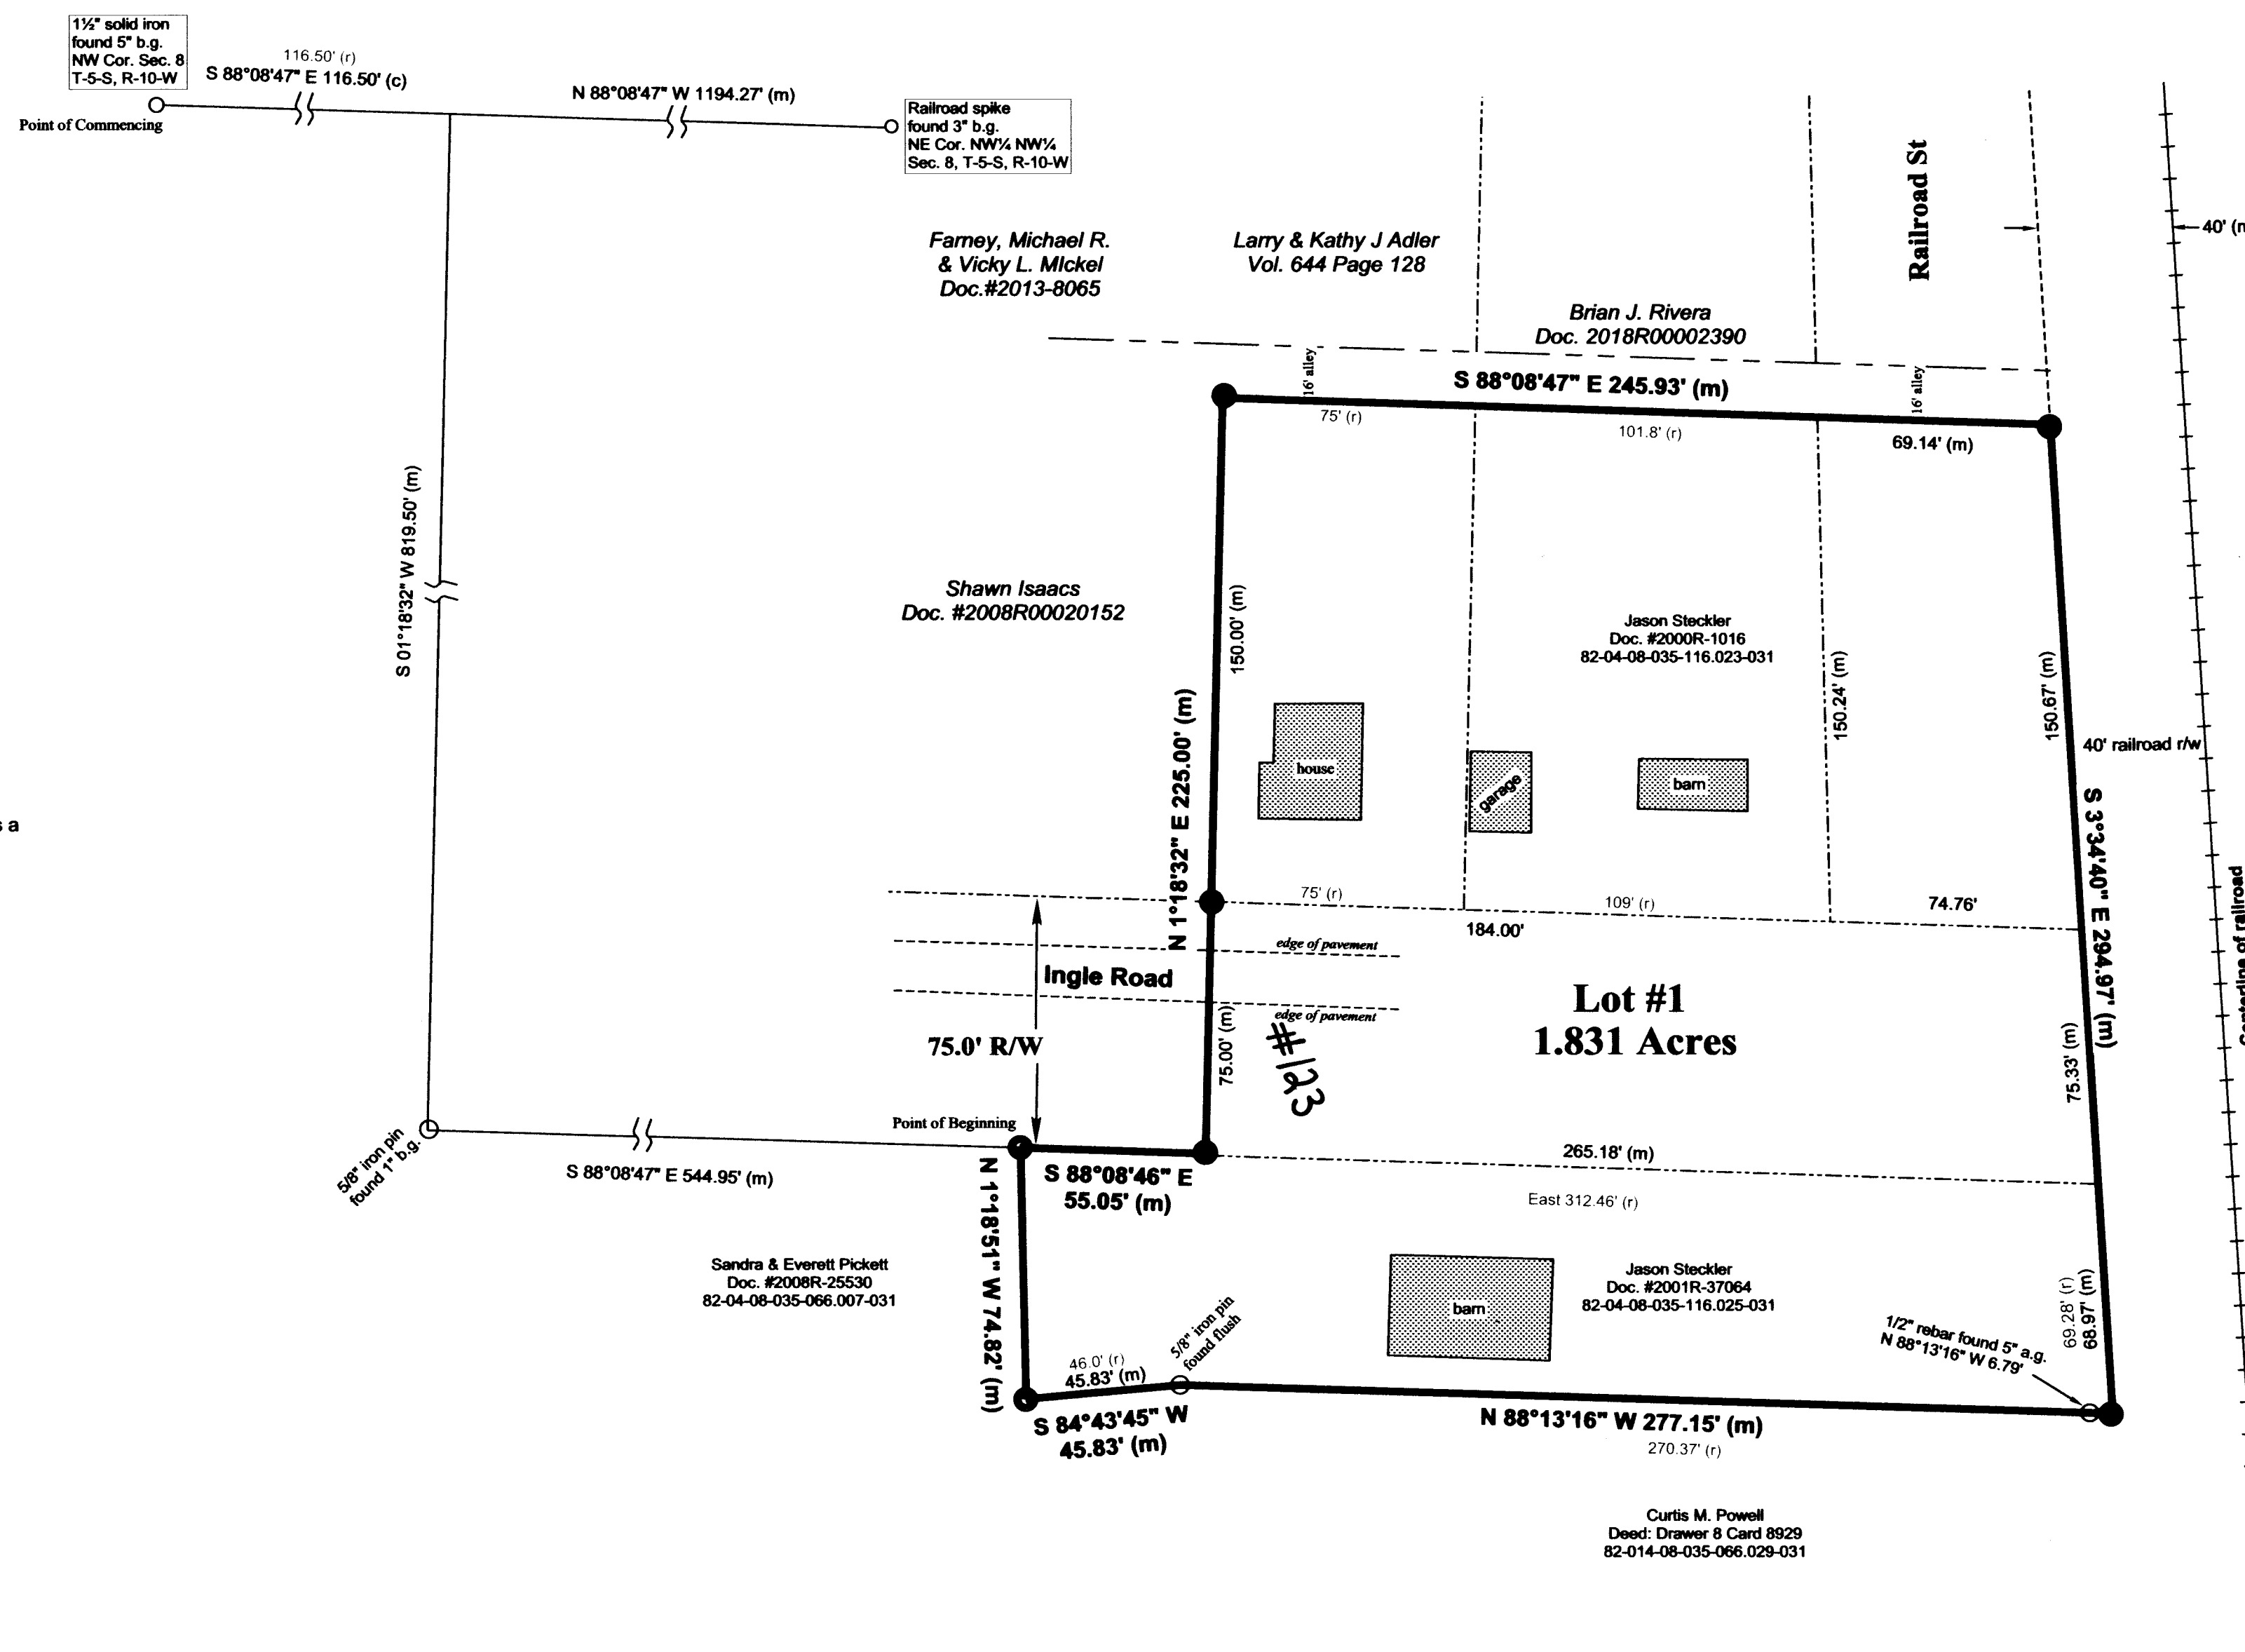 1½" solid iron
found 5" b.g.
NW Cor. Sec. 8
T-5-S, R-10-W
116.50' (r)
S 88°08'47" E 116.50' (c)
Point of Commencing
N 88°08'47" W 1194.27' (m)
Railroad spike
found 3" b.g.
NE Cor. NW¼ NW¼
Sec. 8, T-5-S, R-10-W
Railroad St
40'
Farney, Michael R.
& Vicky L. MIckel
Doc.#2013-8065
Larry & Kathy J Adler
Vol. 644 Page 128
Brian J. Rivera
Doc. 2018R00002390
16' alley
16' alley
S 88°08'47" E 245.93' (m)
75' (r)
101.8' (r)
69.14' (m)
S 01°18'32" W 819.50' (m)
Shawn Isaacs
Doc. #2008R00020152
150.00' (m)
N 1°18'32" E 225.00' (m)
Jason Steckler
Doc. #2000R-1016
82-04-08-035-116.023-031
150.24' (m)
150.67' (m)
40' railroad r/w
house
garage
barn
s a
S 3°34'40" E 294.97' (m)
75' (r)
109' (r)
74.76'
184.00'
edge of pavement
Ingle Road
edge of pavement
75.0' R/W
75.00' (m)
#123
Lot #1
1.831 Acres
75.33' (m)
Centerline of railroad
Point of Beginning
5/8" iron pin
found 1" b.g.
S 88°08'47" E 544.95' (m)
S 88°08'46" E
55.05' (m)
265.18' (m)
East 312.46' (r)
N 1°18'51" W 74.82' (m)
Sandra & Everett Pickett
Doc. #2008R-25530
82-04-08-035-066.007-031
barn
Jason Steckler
Doc. #2001R-37064
82-04-08-035-116.025-031
69.28' (r)
68.97' (m)
1/2" rebar found 5" a.g.
N 88°13'16" W 6.79'
5/8" iron pin
found flush
46.0' (r)
45.83' (m)
S 84°43'45" W
45.83' (m)
N 88°13'16" W 277.15' (m)
270.37' (r)
Curtis M. Powell
Deed: Drawer 8 Card 8929
82-014-08-035-066.029-031